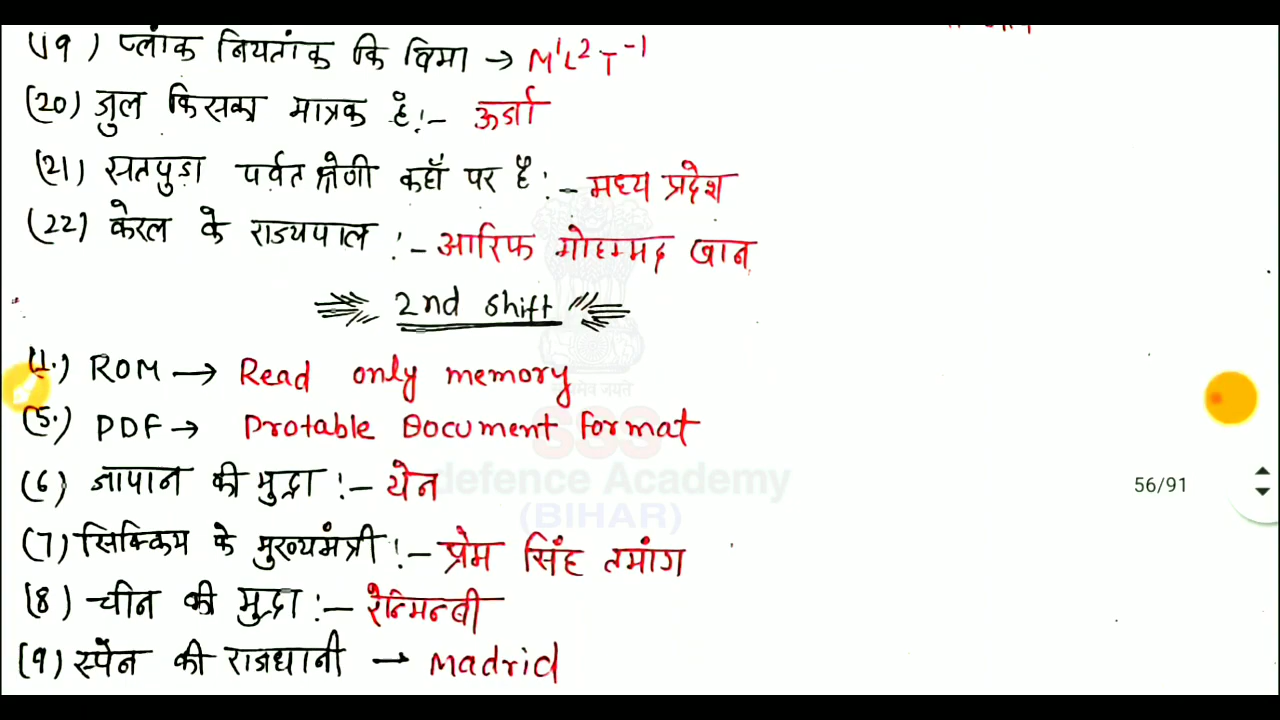 (19) प्लांक नियतांक कि विमा → M¹L²T⁻¹
(20) जुल किसका मात्रक है:- ऊर्जा
(21) सतपुड़ा पर्वत श्रेणी कहाँ पर है:- मध्य प्रदेश
(22) केरल के राज्यपाल :- आरिफ मोहम्मद खान
2nd shift
(1.) ROM → Read only memory
(5.) PDF → Protable Document format
(6) जापान की मुद्रा :- येन
(7) सिक्किम के मुख्यमंत्री :- प्रेम सिंह तमांग
(8) चीन की मुद्रा :- रेन्मिन्बी
(9) स्पेन की राजधानी → Madrid
defence Academy
(BIHAR)
56/91